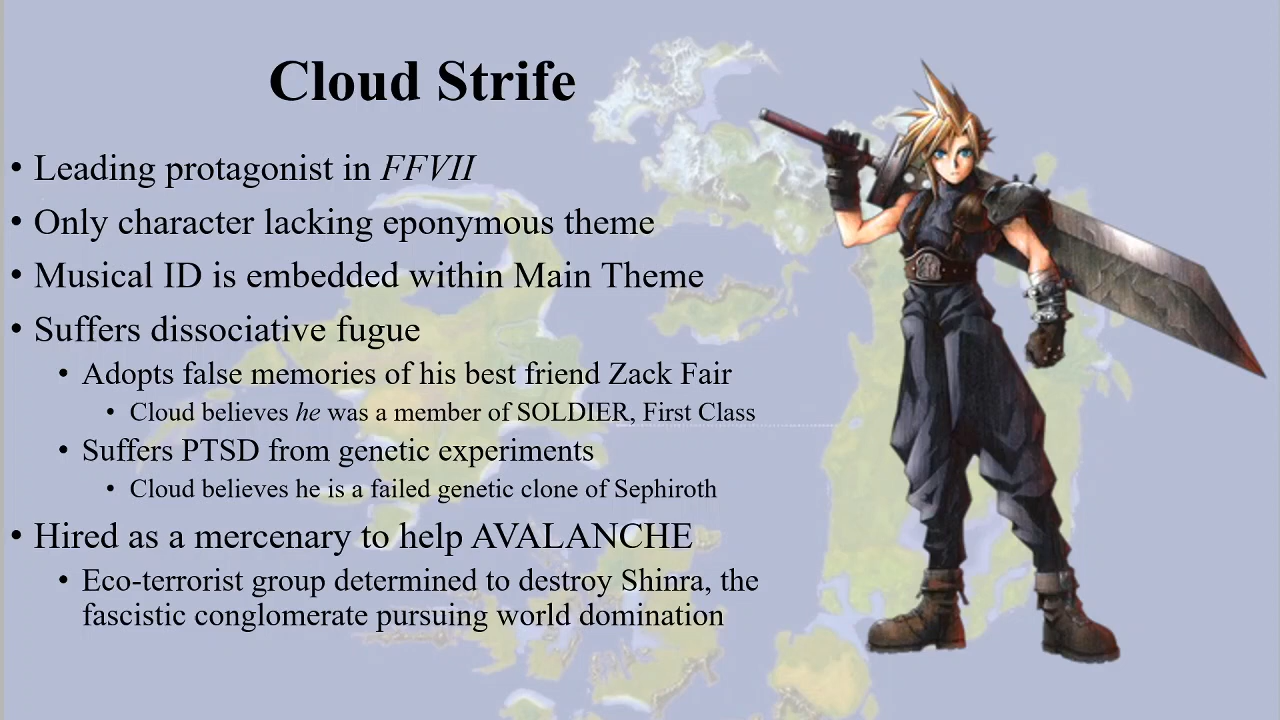 Cloud Strife
• Leading protagonist in FFVII
• Only character lacking eponymous theme
• Musical ID is embedded within Main Theme
• Suffers dissociative fugue
• Adopts false memories of his best friend Zack Fair
• Cloud believes he was a member of SOLDIER, First Class
• Suffers PTSD from genetic experiments
• Cloud believes he is a failed genetic clone of Sephiroth
• Hired as a mercenary to help AVALANCHE
• Eco-terrorist group determined to destroy Shinra, the
fascistic conglomerate pursuing world domination